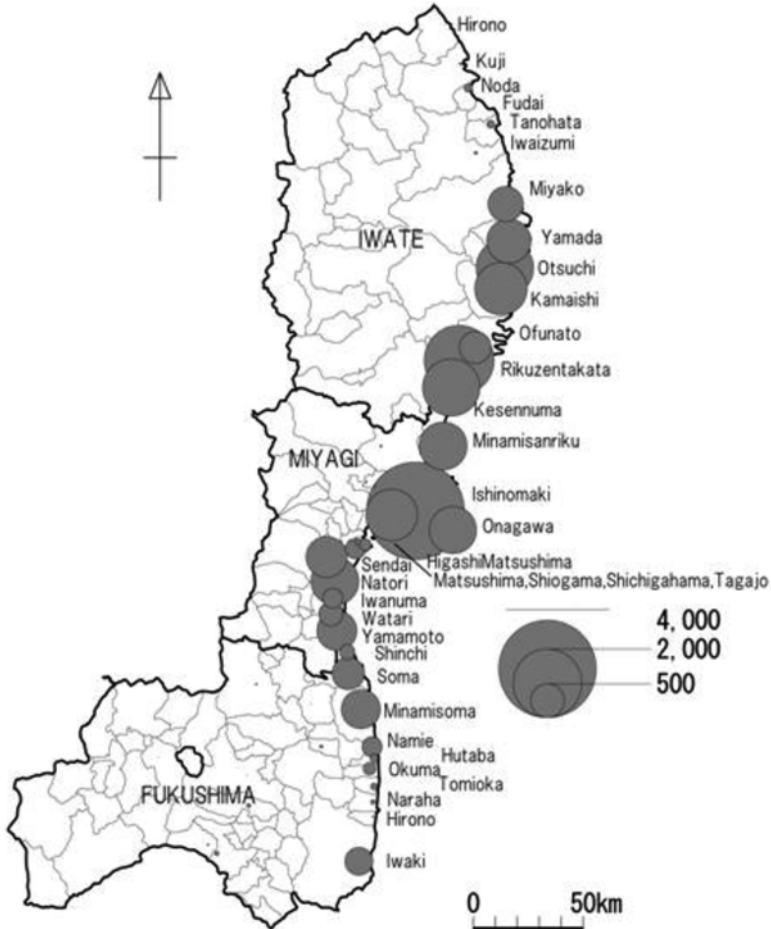 Hirono
Kuji
Noda
Fudai
Tanohata
Iwaizumi
Miyako
IWATE
Yamada
Otsuchi
Kamaishi
Ofunato
Rikuzentakata
Kesennuma
Minamisanriku
MIYAGI
Ishinomaki
Onagawa
HigashiMatsushima
Sendai
Matsushima,Shiogama,Shichigahama,Tagajo
Natori
Iwanuma
Watari
Yamamoto
Shinchi
Soma
4,000
2,000
500
Minamisoma
Namie
Hutaba
Okuma
Tomioka
FUKUSHIMA
Naraha
Hirono
Iwaki
0 50km